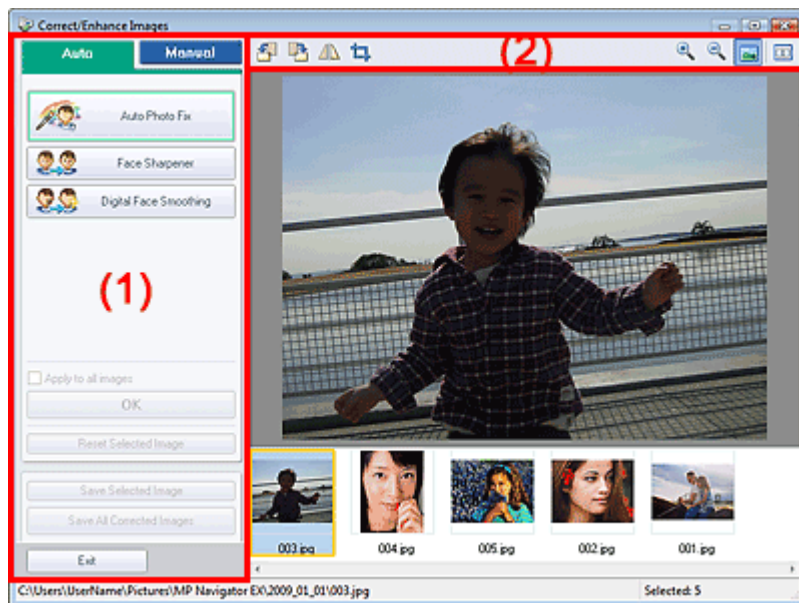 Correct/Enhance Images
Auto Manual
(2)
Auto Photo Fix
Face Sharpener
Digital Face Smoothing
(1)
Apply to all images
OK
Reset Selected Image
Save Selected Image
Save All Corrected Images
Exit
003.jpg 004.jpg 005.jpg 002.jpg 001.jpg
C:\Users\UserName\Pictures\MP Navigator EX\2009_01_01\003.jpg
Selected: 5